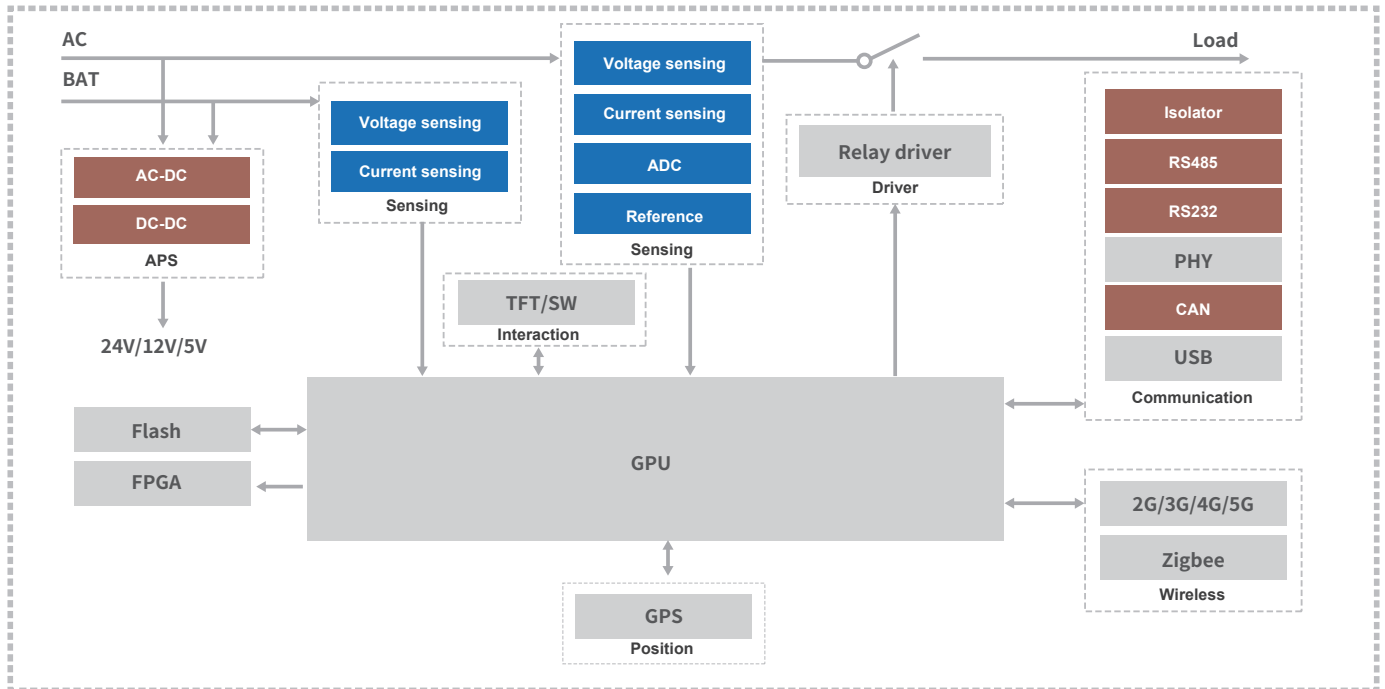 AC
BAT
Load
Voltage sensing
Current sensing
Sensing
Voltage sensing
Current sensing
ADC
Reference
Sensing
Relay driver
Driver
AC-DC
DC-DC
APS
24V/12V/5V
TFT/SW
Interaction
Isolator
RS485
RS232
PHY
CAN
USB
Communication
Flash
FPGA
GPU
2G/3G/4G/5G
Zigbee
Wireless
GPS
Position